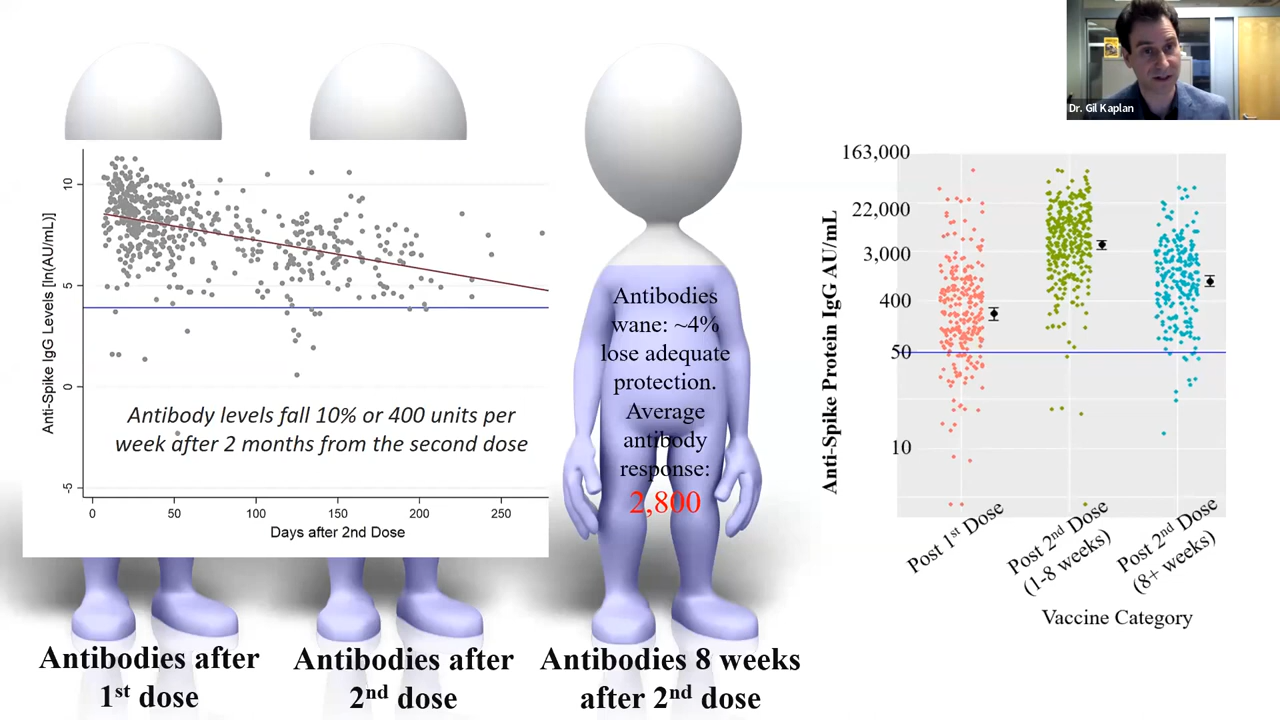 Dr. Gil Kaplan
Anti-Spike IgG Levels [ln(AU/mL)]
10
5
0
-5
0 50 100 150 200 250
Days after 2nd Dose
Antibody levels fall 10% or 400 units per
week after 2 months from the second dose
Antibodies
wane: ~4%
lose adequate
protection.
Average
antibody
response:
2,800
Anti-Spike Protein IgG AU/mL
163,000
22,000
3,000
400
50
10
Post 1st Dose
Post 2nd Dose
(1-8 weeks)
Post 2nd Dose
(8+ weeks)
Vaccine Category
Antibodies after
1st dose
Antibodies after
2nd dose
Antibodies 8 weeks
after 2nd dose